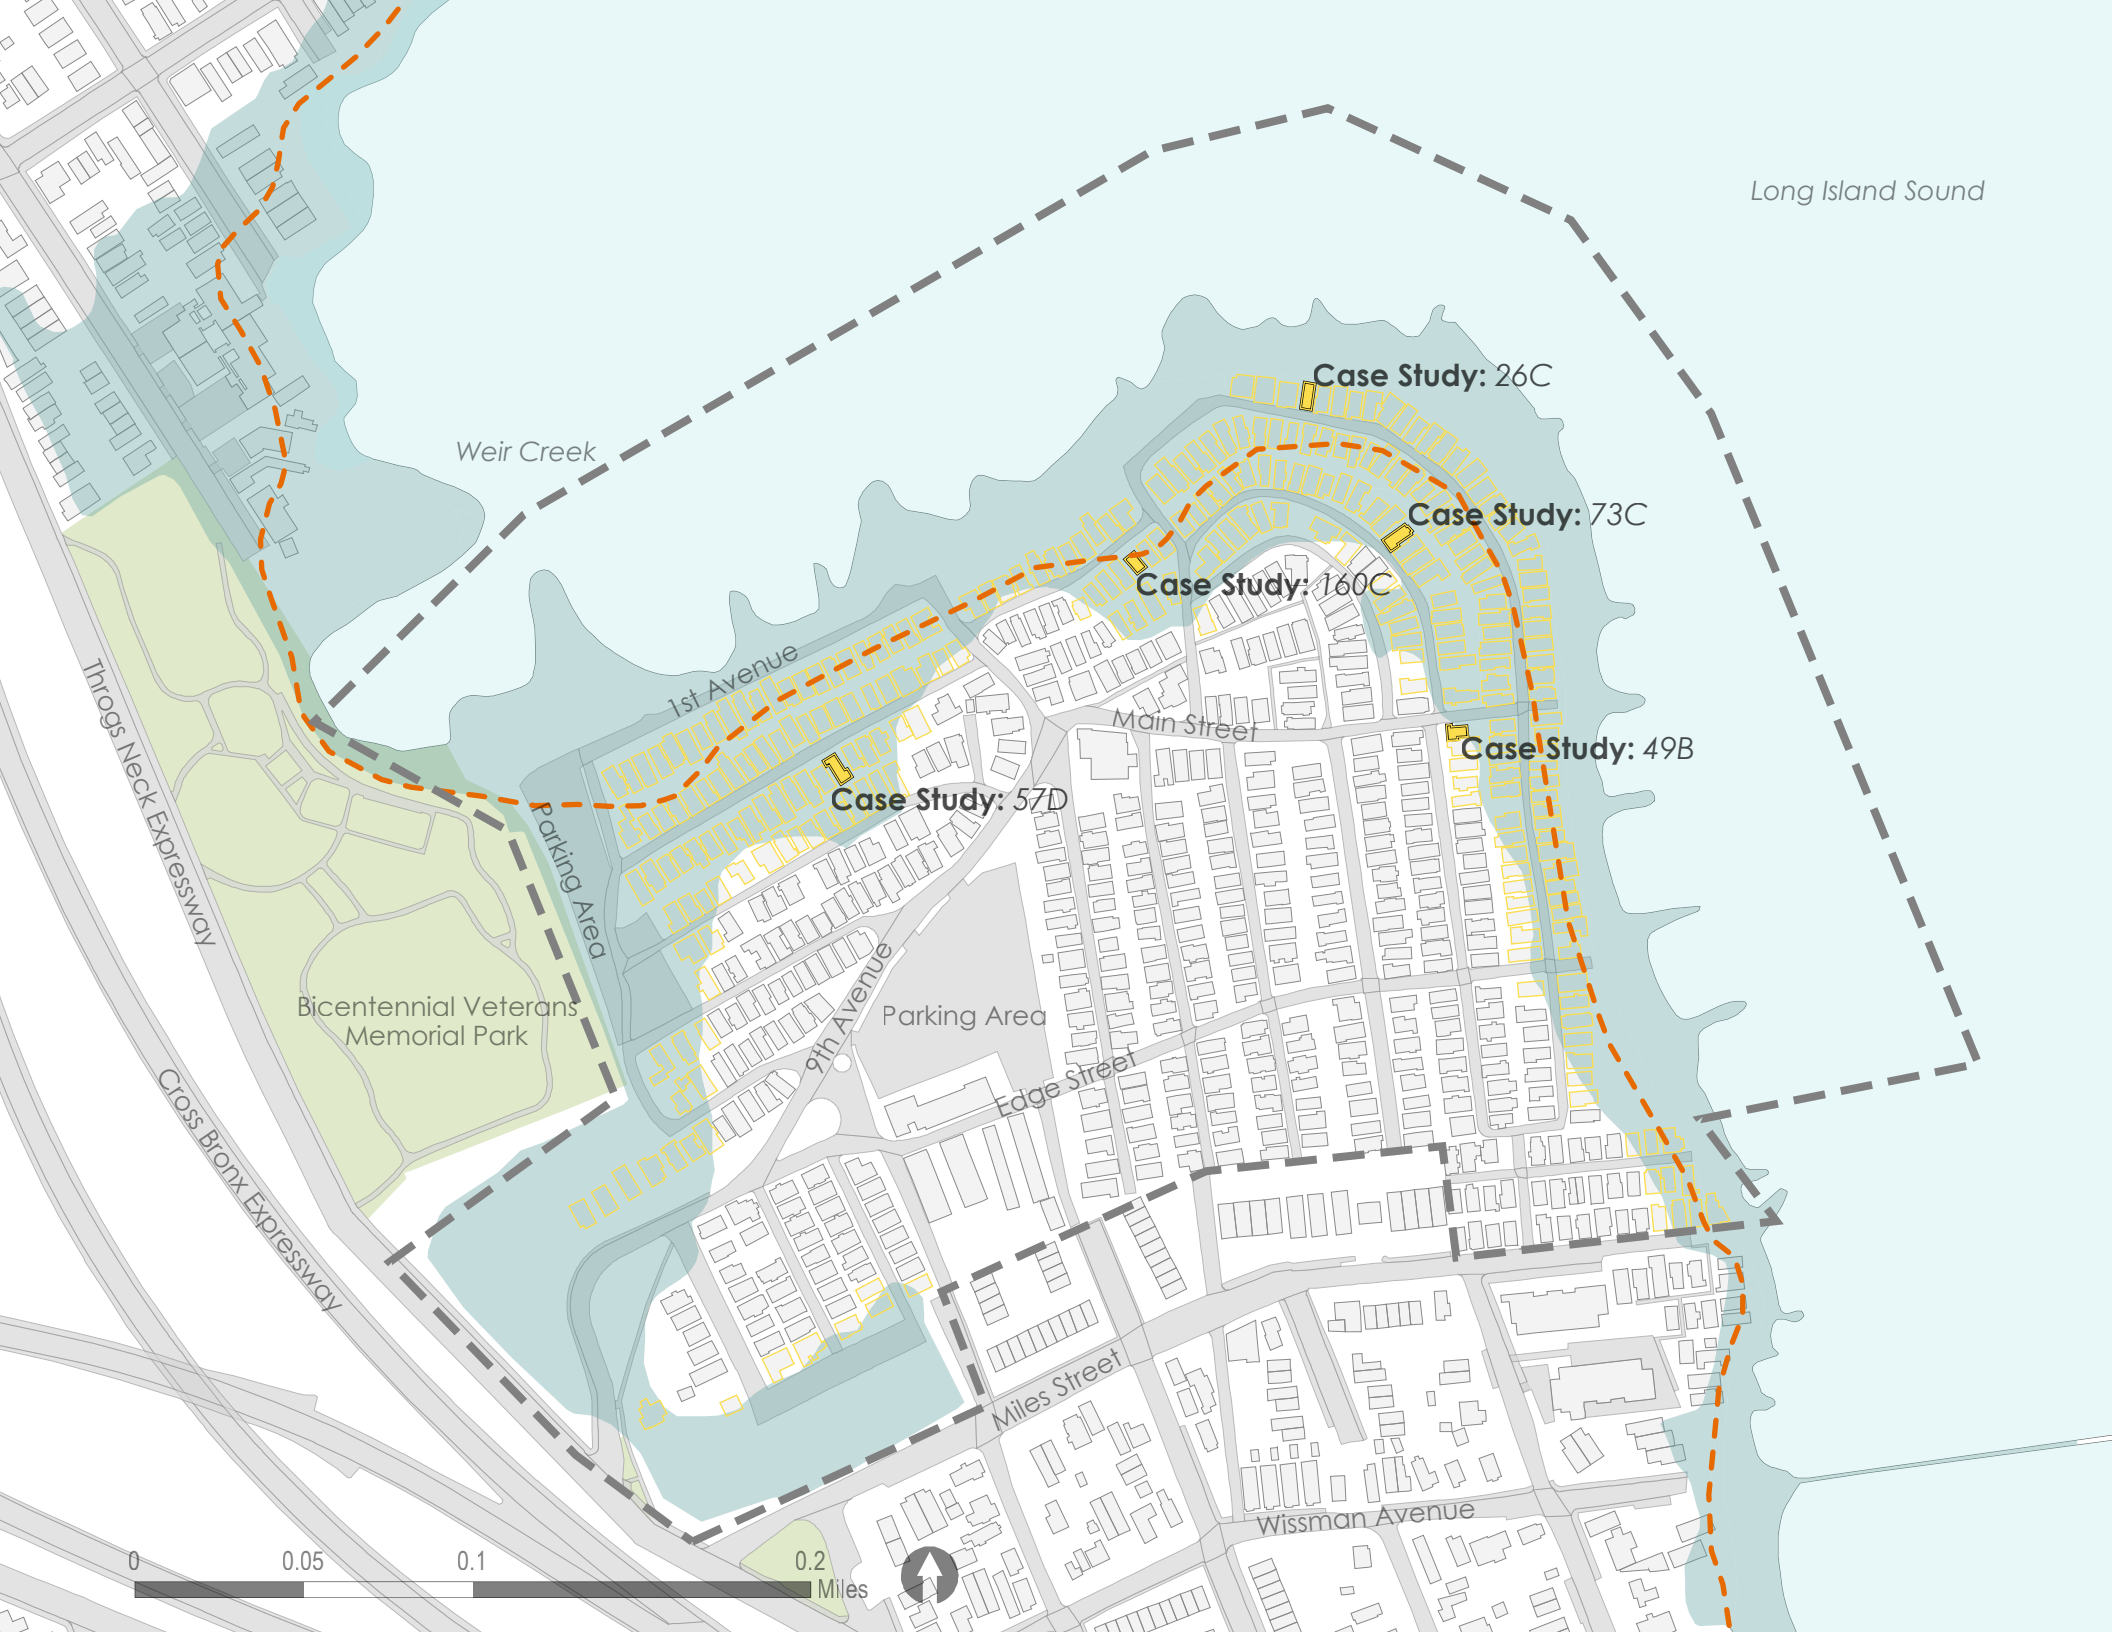 Long Island Sound
Case Study: 26C
Weir Creek
Case Study: 73C
Case Study: 160C
1st Avenue
Main Street
Case Study: 49B
Case Study: 57D
Throgs Neck Expressway
Parking Area
Bicentennial Veterans
Memorial Park
9th Avenue
Parking Area
Edge Street
Cross Bronx Expressway
Miles Street
Wissman Avenue
0 0.05 0.1 0.2
Miles